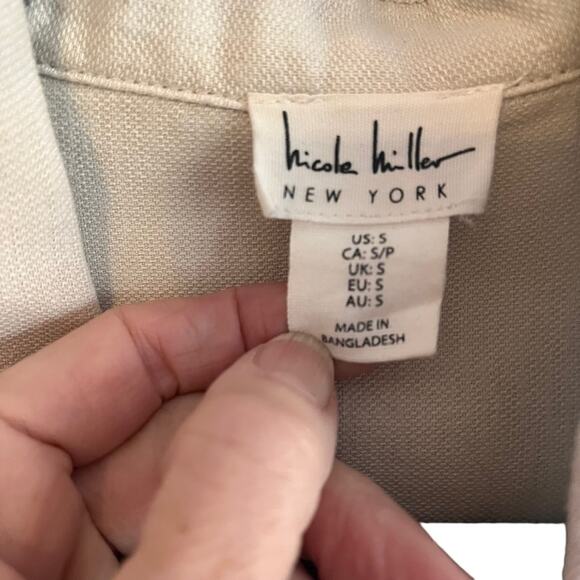 nicole miller
NEW YORK
US: S
CA: S/P
UK: S
EU: S
AU: S
MADE IN
BANGLADESH